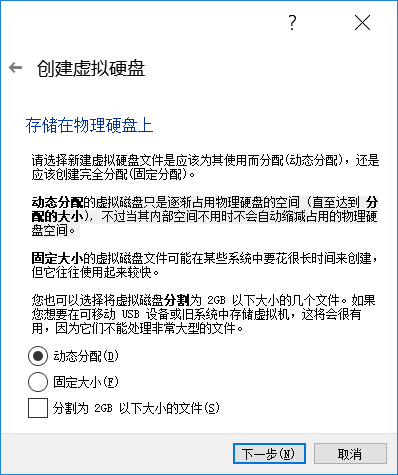 ?
创建虚拟硬盘
存储在物理硬盘上
请选择新建虚拟硬盘文件是应该为其使用而分配(动态分配)，还是
应该创建完全分配(固定分配)。
动态分配的虚拟磁盘只是逐渐占用物理硬盘的空间（直至达到 分
配的大小），不过当其内部空间不用时不会自动缩减占用的物理硬
盘空间。
固定大小的虚拟磁盘文件可能在某些系统中要花很长时间来创建，
但它往往使用起来较快。
您也可以选择将虚拟磁盘分割为 2GB 以下大小的几个文件。如果
您想要在可移动 USB 设备或旧系统中存储虚拟机，这将会很有
用，因为它们不能处理非常大型的文件。
动态分配(D)
固定大小(F)
分割为 2GB 以下大小的文件(S)
下一步(N) 取消